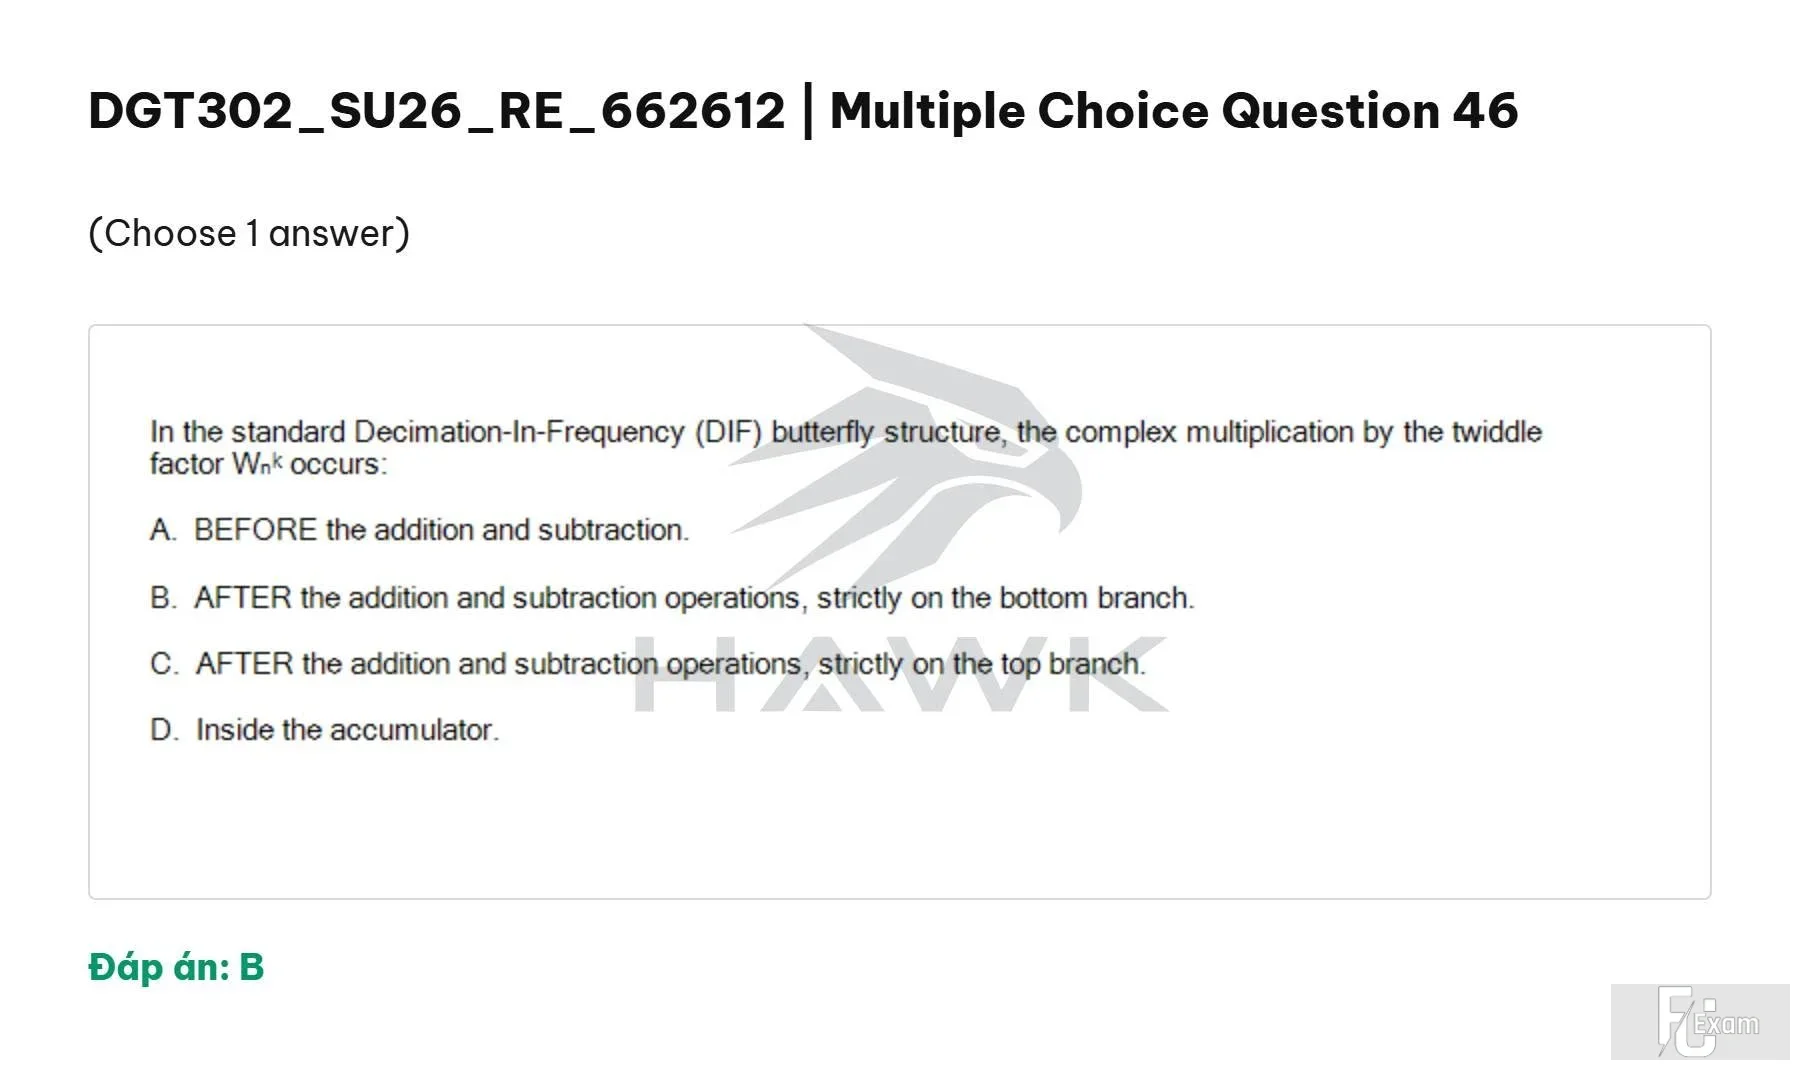 DGT302_SU26_RE_662612 | Multiple Choice Question 46
(Choose 1 answer)
In the standard Decimation-In-Frequency (DIF) butterfly structure, the complex multiplication by the twiddle
factor Wₙᵏ occurs:
A. BEFORE the addition and subtraction.
B. AFTER the addition and subtraction operations, strictly on the bottom branch.
C. AFTER the addition and subtraction operations, strictly on the top branch.
D. Inside the accumulator.
HAWK
Đáp án: B
FU Exam